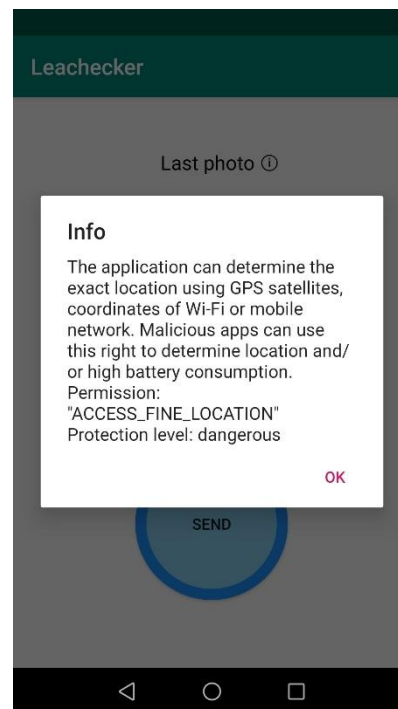 Leachecker
Last photo ⓘ
Info
The application can determine the
exact location using GPS satellites,
coordinates of Wi-Fi or mobile
network. Malicious apps can use
this right to determine location and/
or high battery consumption.
Permission:
"ACCESS_FINE_LOCATION"
Protection level: dangerous
OK
SEND